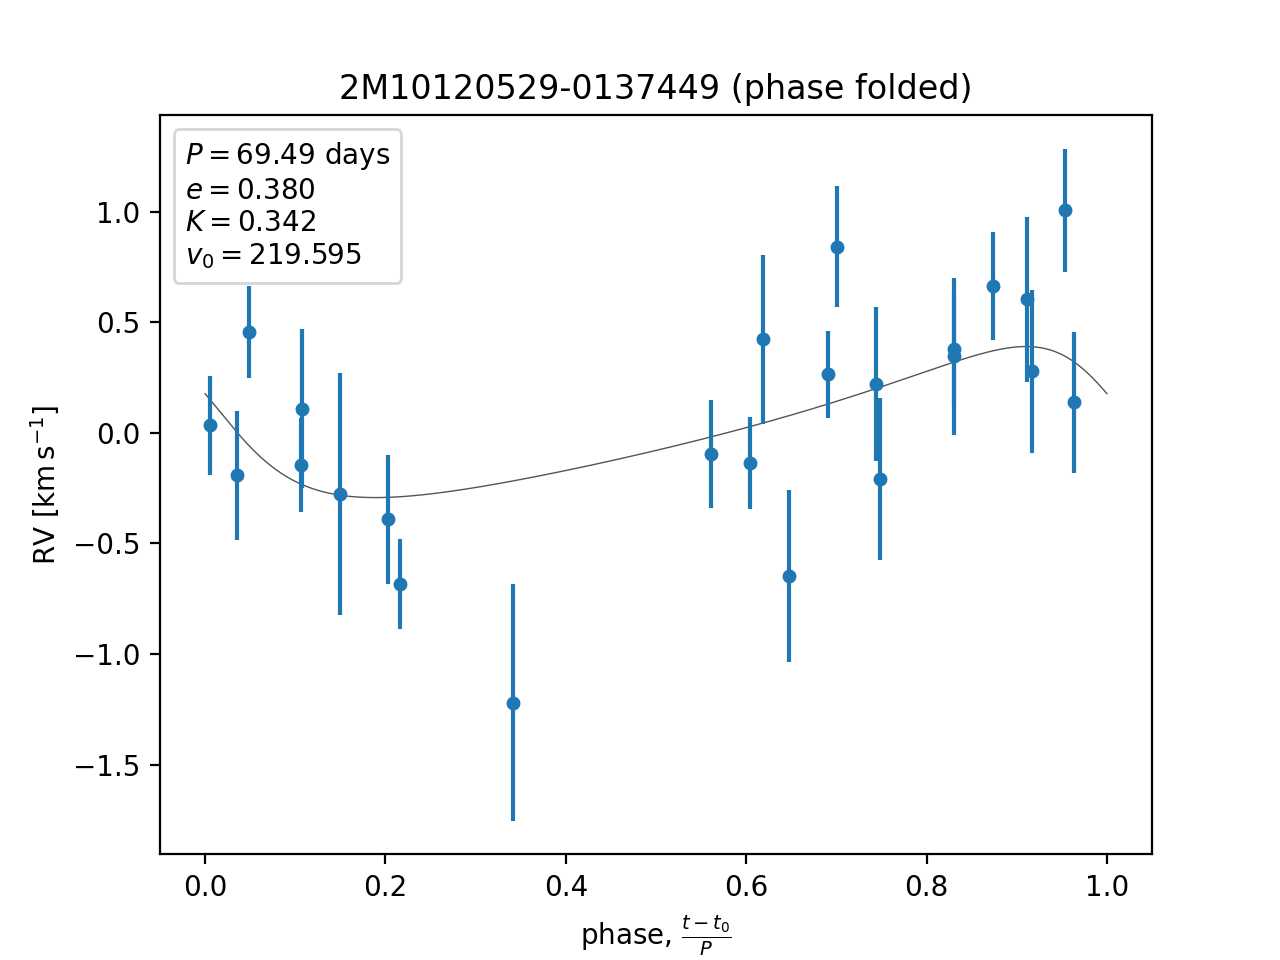 2M10120529-0137449 (phase folded)
P = 69.49 days
e = 0.380
K = 0.342
v₀ = 219.595
1.0
0.5
0.0
−0.5
−1.0
−1.5
RV [km s⁻¹]
0.0 0.2 0.4 0.6 0.8 1.0
phase, (t − t₀)/P